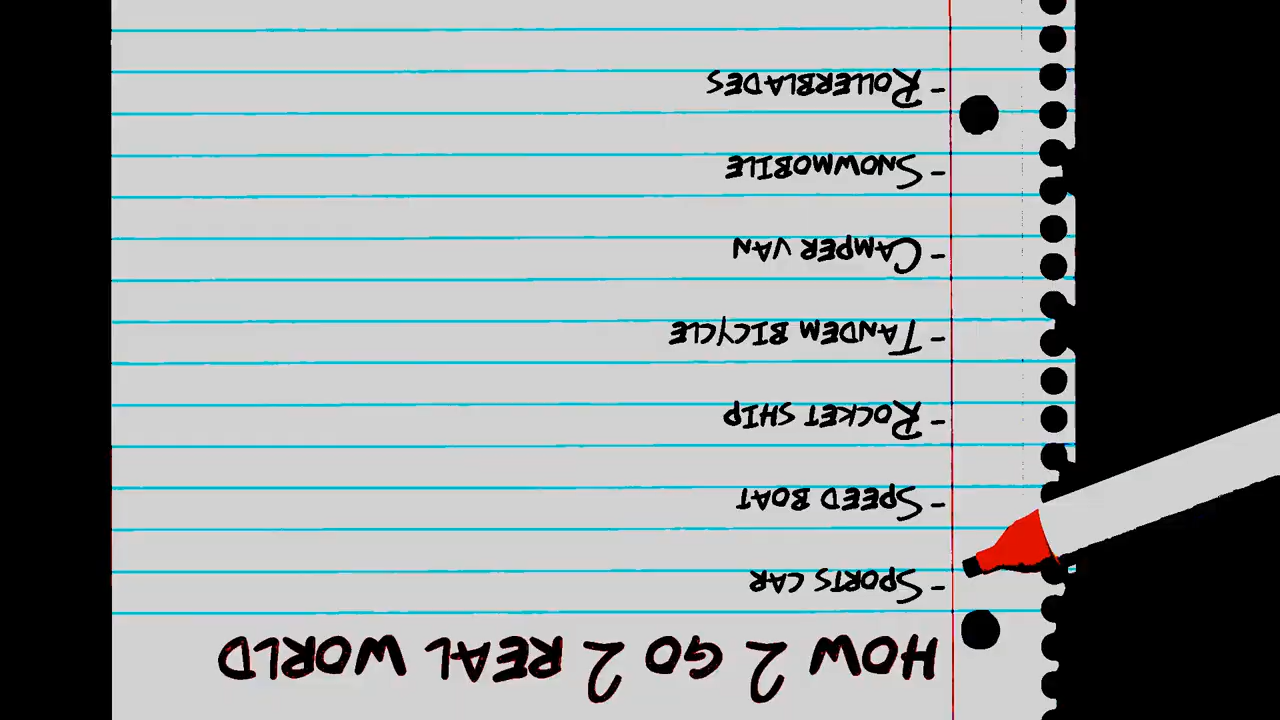 HOW 2 GO 2 REAL WORLD
- SPORTS CAR
- SPEED BOAT
- ROCKET SHIP
- TANDEM BICYCLE
- CAMPER VAN
- SNOWMOBILE
- ROLLERBLADES